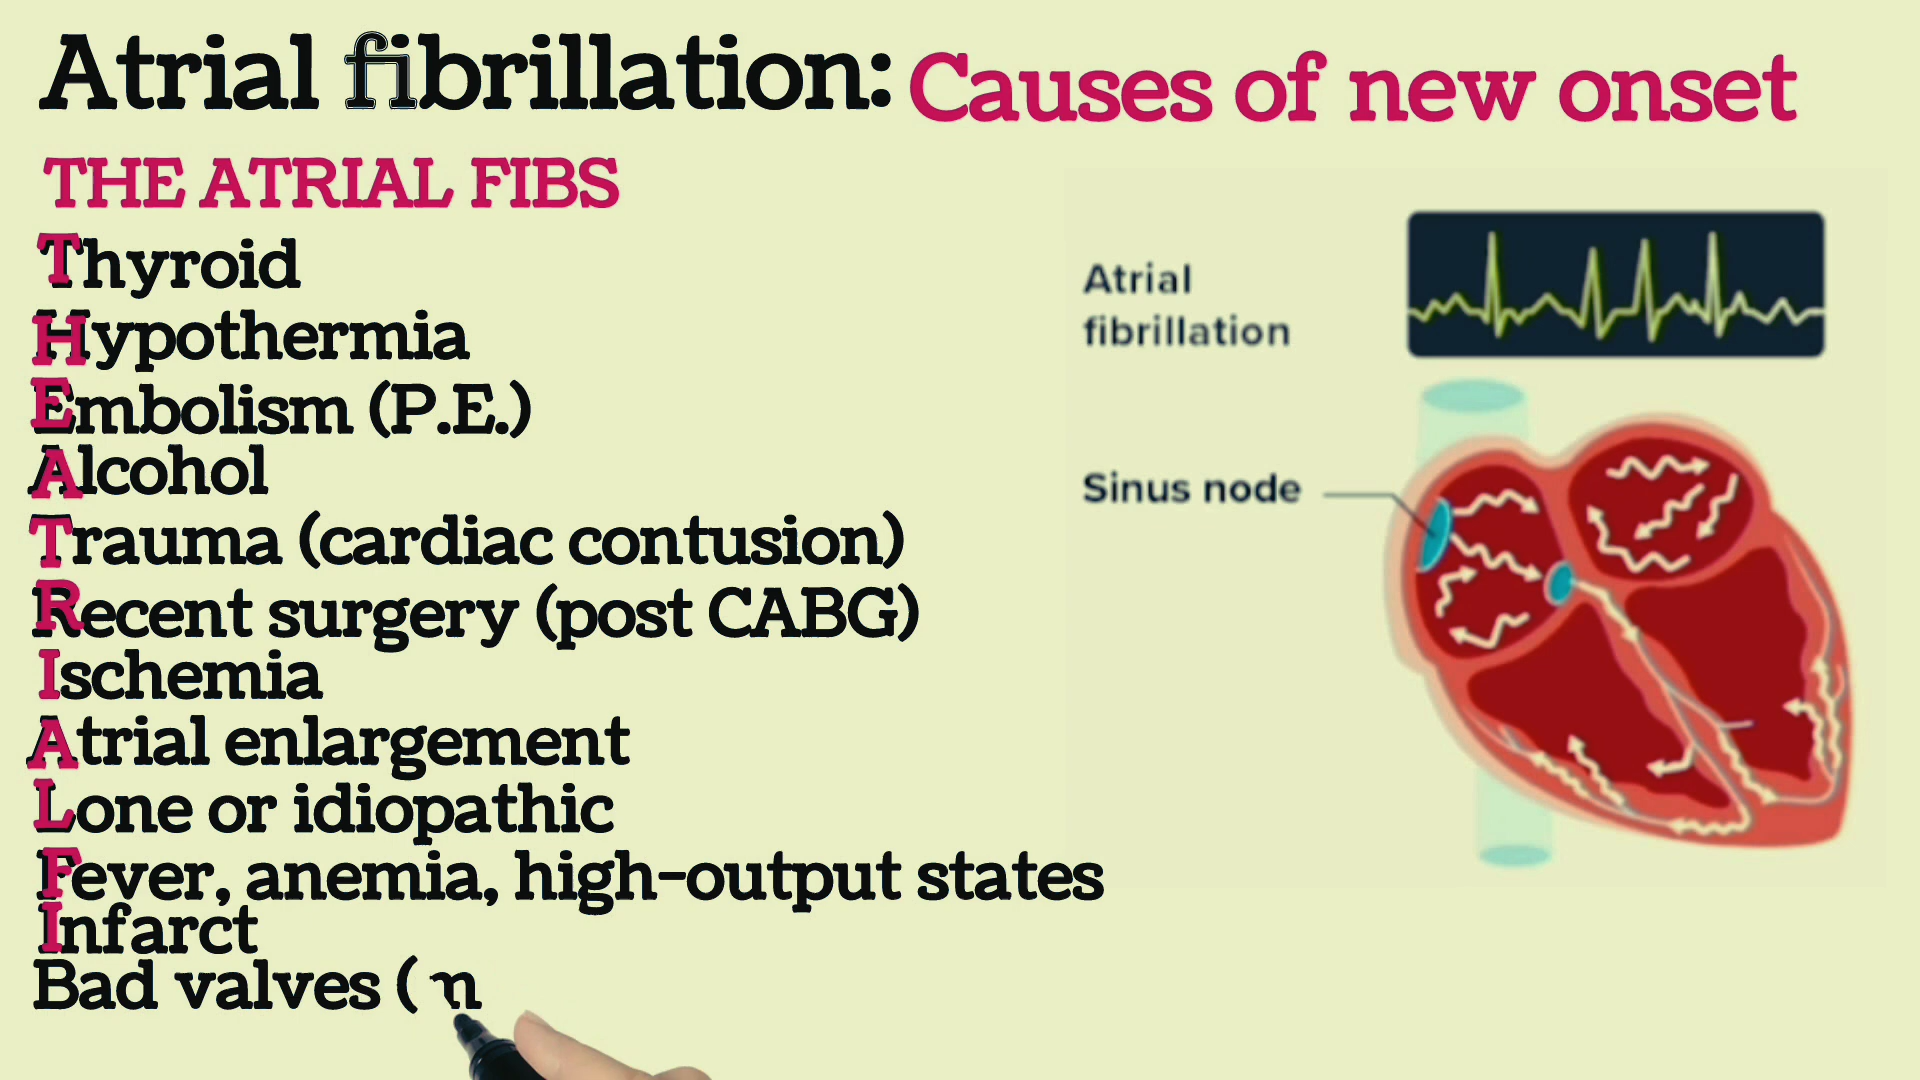 Atrial fibrillation: Causes of new onset
THE ATRIAL FIBS
Thyroid
Hypothermia
Embolism (P.E.)
Alcohol
Trauma (cardiac contusion)
Recent surgery (post CABG)
Ischemia
Atrial enlargement
Lone or idiopathic
Fever, anemia, high-output states
Infarct
Bad valves (
Atrial
fibrillation
Sinus node